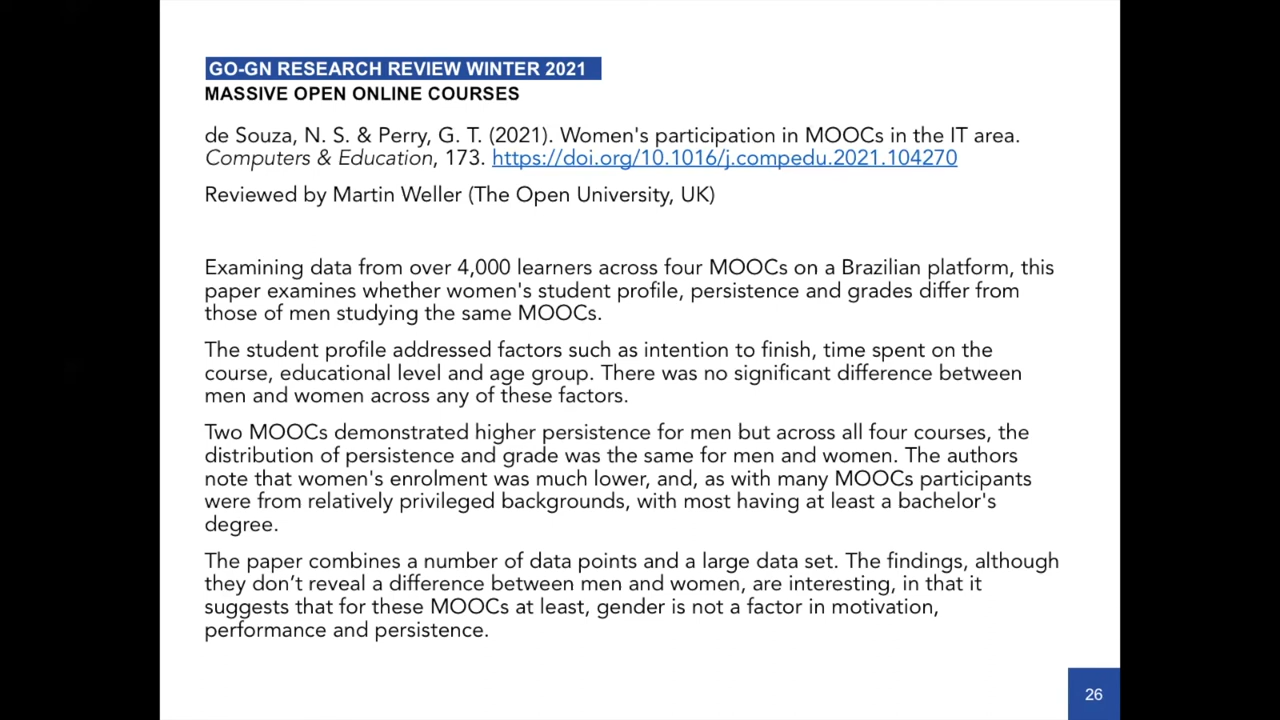 GO-GN RESEARCH REVIEW WINTER 2021
MASSIVE OPEN ONLINE COURSES
de Souza, N. S. & Perry, G. T. (2021). Women's participation in MOOCs in the IT area.
Computers & Education, 173. https://doi.org/10.1016/j.compedu.2021.104270
Reviewed by Martin Weller (The Open University, UK)
Examining data from over 4,000 learners across four MOOCs on a Brazilian platform, this
paper examines whether women's student profile, persistence and grades differ from
those of men studying the same MOOCs.
The student profile addressed factors such as intention to finish, time spent on the
course, educational level and age group. There was no significant difference between
men and women across any of these factors.
Two MOOCs demonstrated higher persistence for men but across all four courses, the
distribution of persistence and grade was the same for men and women. The authors
note that women's enrolment was much lower, and, as with many MOOCs participants
were from relatively privileged backgrounds, with most having at least a bachelor's
degree.
The paper combines a number of data points and a large data set. The findings, although
they don’t reveal a difference between men and women, are interesting, in that it
suggests that for these MOOCs at least, gender is not a factor in motivation,
performance and persistence.
26